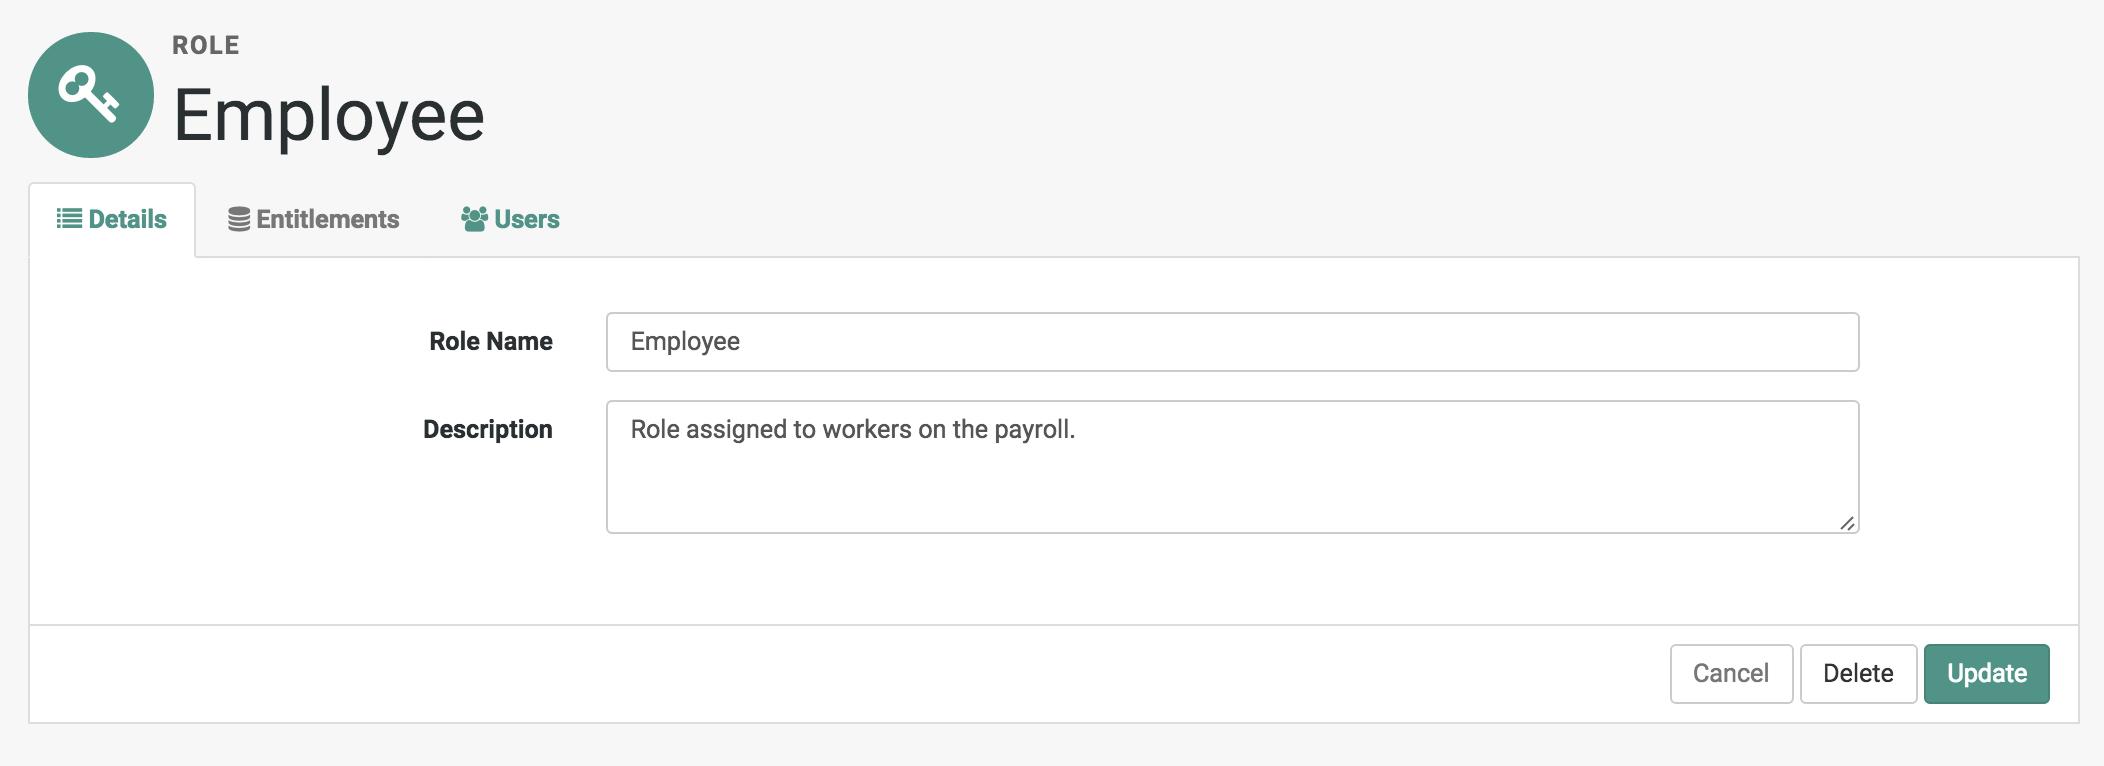 ROLE
Employee
Details Entitlements Users
Role Name Employee
Description Role assigned to workers on the payroll.
Cancel Delete Update